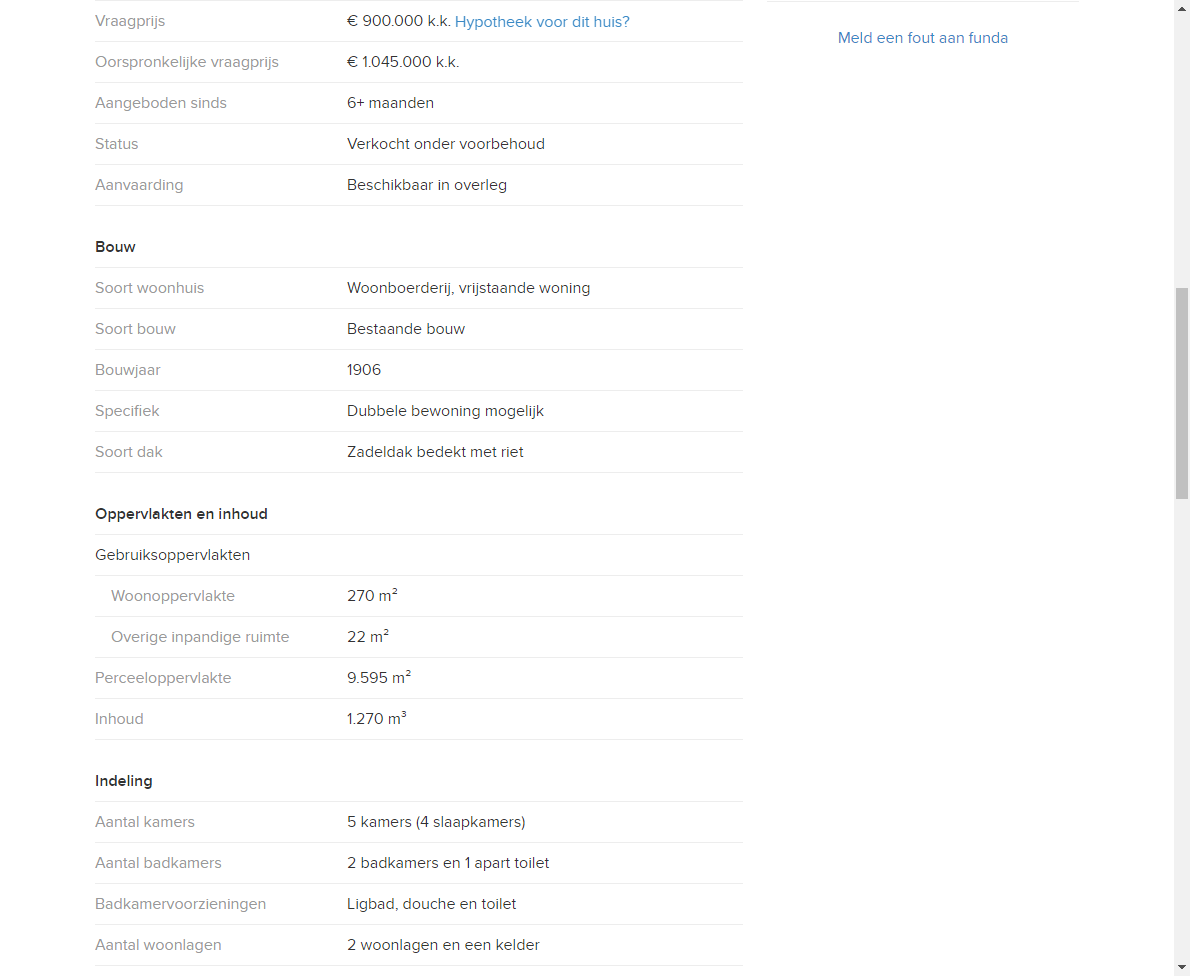 Vraagprijs € 900.000 k.k. Hypotheek voor dit huis?
Meld een fout aan funda
Oorspronkelijke vraagprijs € 1.045.000 k.k.
Aangeboden sinds 6+ maanden
Status Verkocht onder voorbehoud
Aanvaarding Beschikbaar in overleg
Bouw
Soort woonhuis Woonboerderij, vrijstaande woning
Soort bouw Bestaande bouw
Bouwjaar 1906
Specifiek Dubbele bewoning mogelijk
Soort dak Zadeldak bedekt met riet
Oppervlakten en inhoud
Gebruiksoppervlakten
Woonoppervlakte 270 m²
Overige inpandige ruimte 22 m²
Perceeloppervlakte 9.595 m²
Inhoud 1.270 m³
Indeling
Aantal kamers 5 kamers (4 slaapkamers)
Aantal badkamers 2 badkamers en 1 apart toilet
Badkamervoorzieningen Ligbad, douche en toilet
Aantal woonlagen 2 woonlagen en een kelder